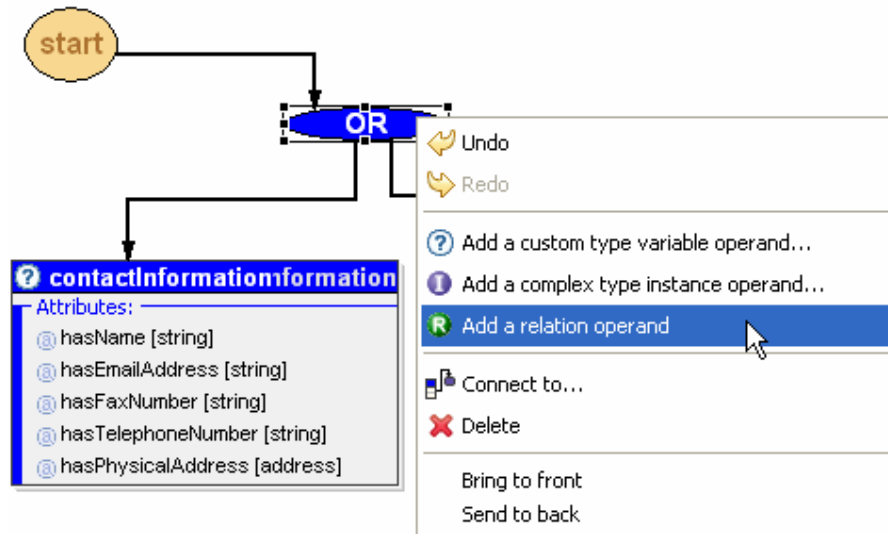 start
OR
Undo
Redo
Add a custom type variable operand...
Add a complex type instance operand...
Add a relation operand
Connect to...
Delete
Bring to front
Send to back
contactInformation
Attributes:
@ hasName [string]
@ hasEmailAddress [string]
@ hasFaxNumber [string]
@ hasTelephoneNumber [string]
@ hasPhysicalAddress [address]